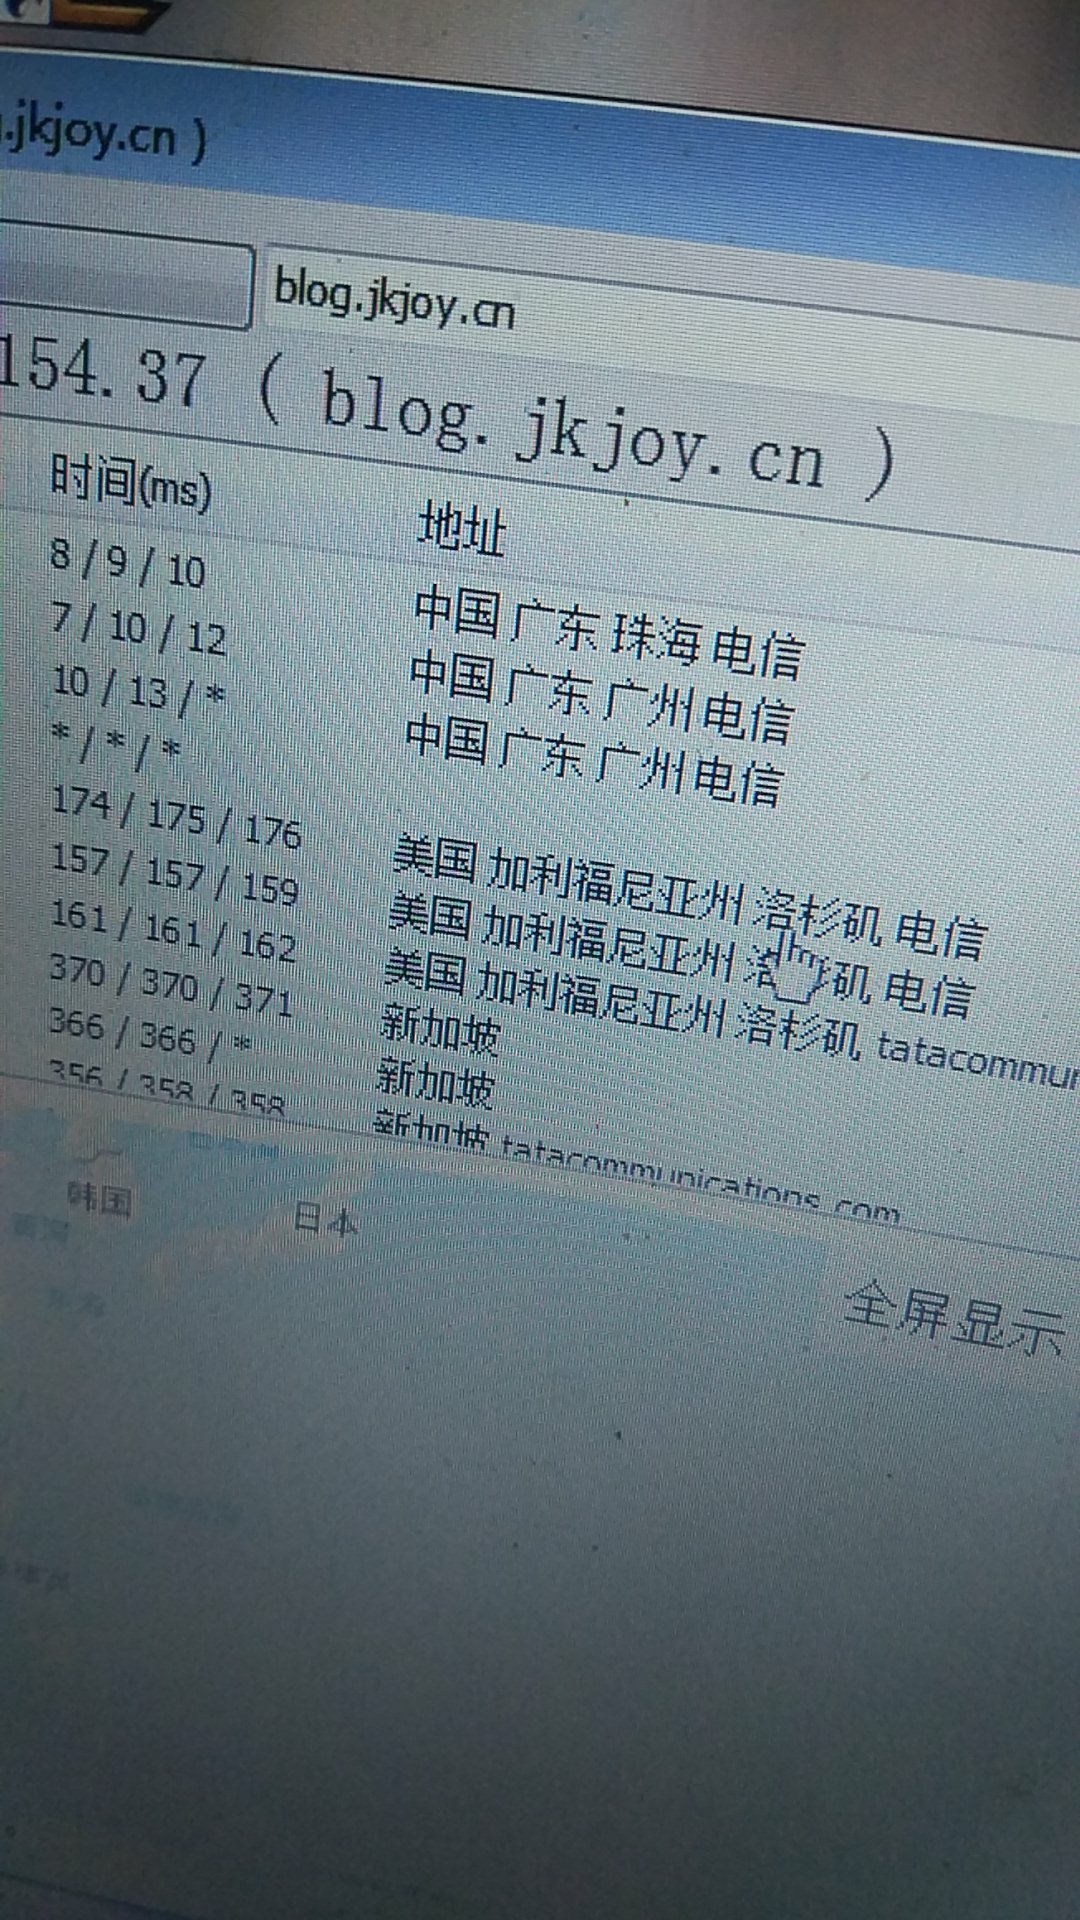 .jkjoy.cn )
blog.jkjoy.cn
154.37 ( blog.jkjoy.cn )
时间(ms) 地址
8 / 9 / 10 中国 广东 珠海 电信
7 / 10 / 12 中国 广东 广州 电信
10 / 13 / * 中国 广东 广州 电信
* / * / *
174 / 175 / 176 美国 加利福尼亚州 洛杉矶 电信
157 / 157 / 159 美国 加利福尼亚州 洛杉矶 电信
161 / 161 / 162 美国 加利福尼亚州 洛杉矶 tatacommun
370 / 370 / 371 新加坡
366 / 366 / * 新加坡
356 / 358 / 358 新加坡 tatacommunications.com
韩国 日本
全屏显示